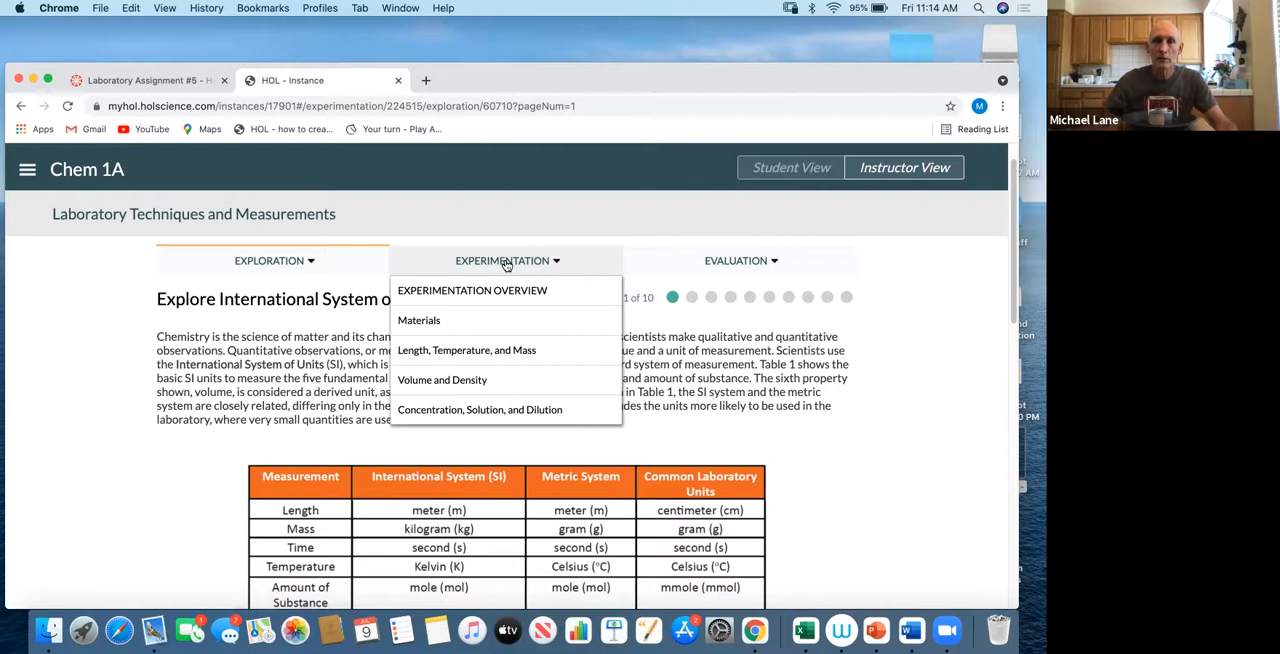 Chrome File Edit View History Bookmarks Profiles Tab Window Help 95% Fri 11:14 AM
Laboratory Assignment #5 - H HOL - Instance
myhol.holscience.com/instances/17901#/experimentation/224515/exploration/60710?pageNum=1 M
Michael Lane
Apps Gmail YouTube Maps HOL - how to crea... Your turn - Play A... Reading List
Chem 1A Student View Instructor View
Laboratory Techniques and Measurements
EXPLORATION EXPERIMENTATION EVALUATION
EXPERIMENTATION OVERVIEW
Materials
Length, Temperature, and Mass
Volume and Density
Concentration, Solution, and Dilution
Explore International System o 1 of 10
Chemistry is the science of matter and its chan scientists make qualitative and quantitative
observations. Quantitative observations, or me ue and a unit of measurement. Scientists use
the International System of Units (SI), which is rd system of measurement. Table 1 shows the
basic SI units to measure the five fundamental and amount of substance. The sixth property
shown, volume, is considered a derived unit, as in Table 1, the SI system and the metric
system are closely related, differing only in the des the units more likely to be used in the
laboratory, where very small quantities are use
Measurement International System (SI) Metric System Common Laboratory Units
Length meter (m) meter (m) centimeter (cm)
Mass kilogram (kg) gram (g) gram (g)
Time second (s) second (s) second (s)
Temperature Kelvin (K) Celsius (°C) Celsius (°C)
Amount of Substance mole (mol) mole (mol) mmole (mmol)
1 7 9 2